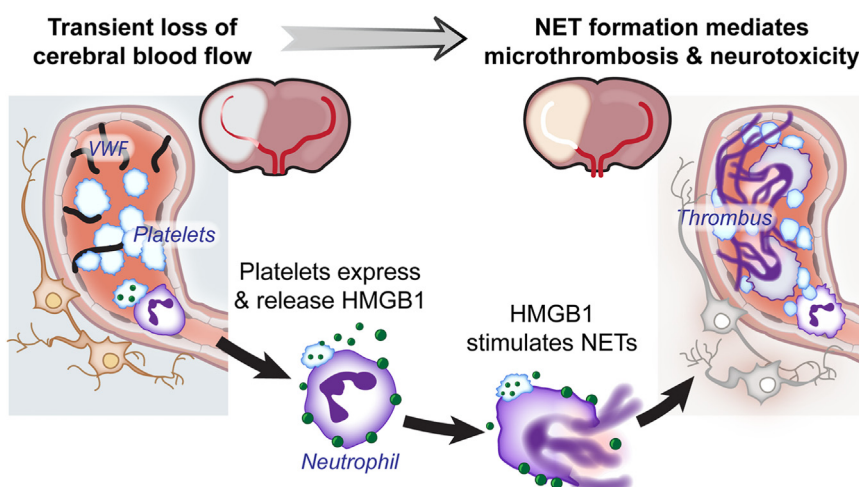 Transient loss of
cerebral blood flow
NET formation mediates
microthrombosis & neurotoxicity
VWF
Platelets
Thrombus
Platelets express
& release HMGB1
HMGB1
stimulates NETs
Neutrophil